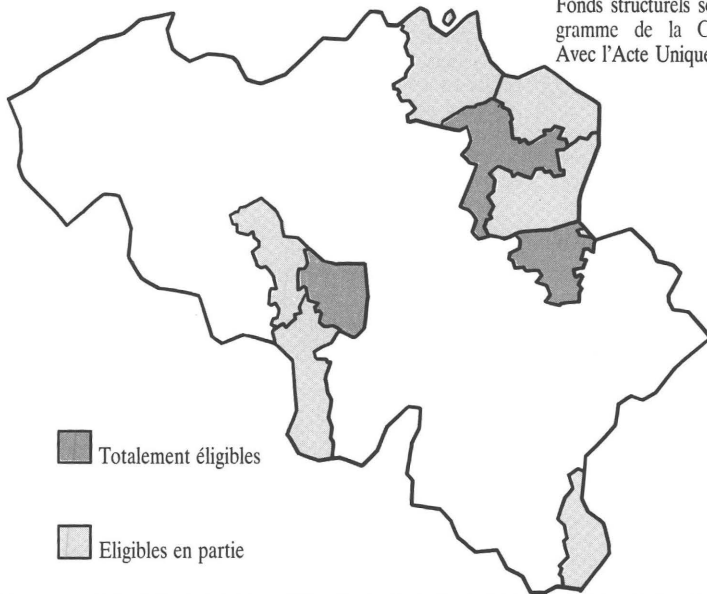 Fonds structurels
gramme de la
Avec l'Acte Unique
Totalement éligibles
Eligibles en partie